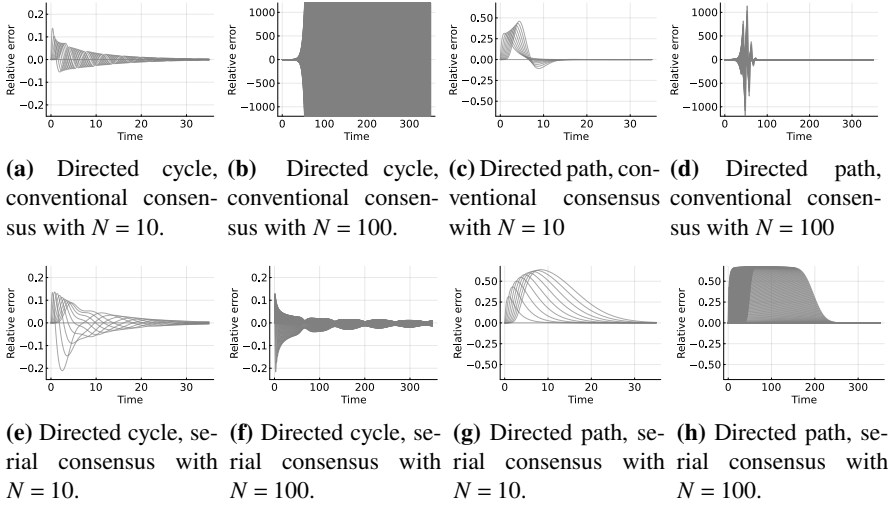 Relative error
0.2
0.1
0.0
-0.1
-0.2
0 10 20 30
Time
Relative error
1000
500
0
-500
-1000
0 100 200 300
Time
Relative error
0.50
0.25
0.00
-0.25
-0.50
0 10 20 30
Time
Relative error
1000
500
0
-500
-1000
0 100 200 300
Time
(a) Directed cycle,
conventional consen-
sus with N = 10.
(b) Directed cycle,
conventional consen-
sus with N = 100.
(c) Directed path, con-
ventional consensus
with N = 10
(d) Directed path,
conventional consen-
sus with N = 100
Relative error
0.2
0.1
0.0
-0.1
-0.2
0 10 20 30
Time
Relative error
0.2
0.1
0.0
-0.1
-0.2
0 100 200 300
Time
Relative error
0.50
0.25
0.00
-0.25
-0.50
0 10 20 30
Time
Relative error
0.50
0.25
0.00
-0.25
-0.50
0 100 200 300
Time
(e) Directed cycle, se-
rial consensus with
N = 10.
(f) Directed cycle, se-
rial consensus with
N = 100.
(g) Directed path, se-
rial consensus with
N = 10.
(h) Directed path, se-
rial consensus with
N = 100.